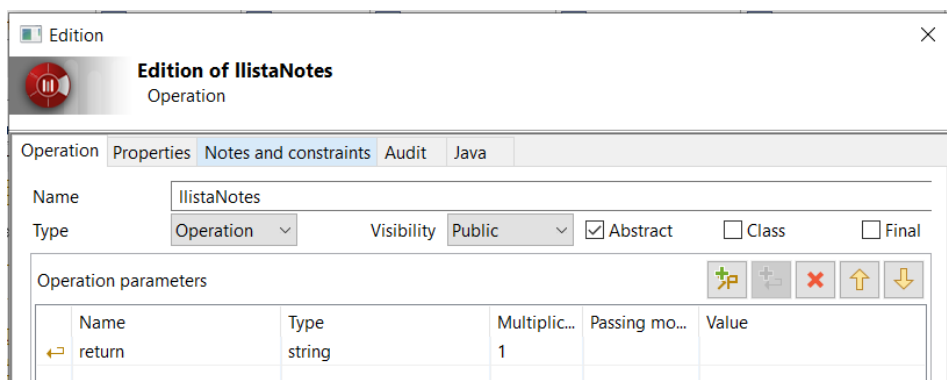 Edition
Edition of llistaNotes
Operation
Operation Properties Notes and constraints Audit Java
Name llistaNotes
Type Operation Visibility Public Abstract Class Final
Operation parameters
Name Type Multiplic... Passing mo... Value
return string 1